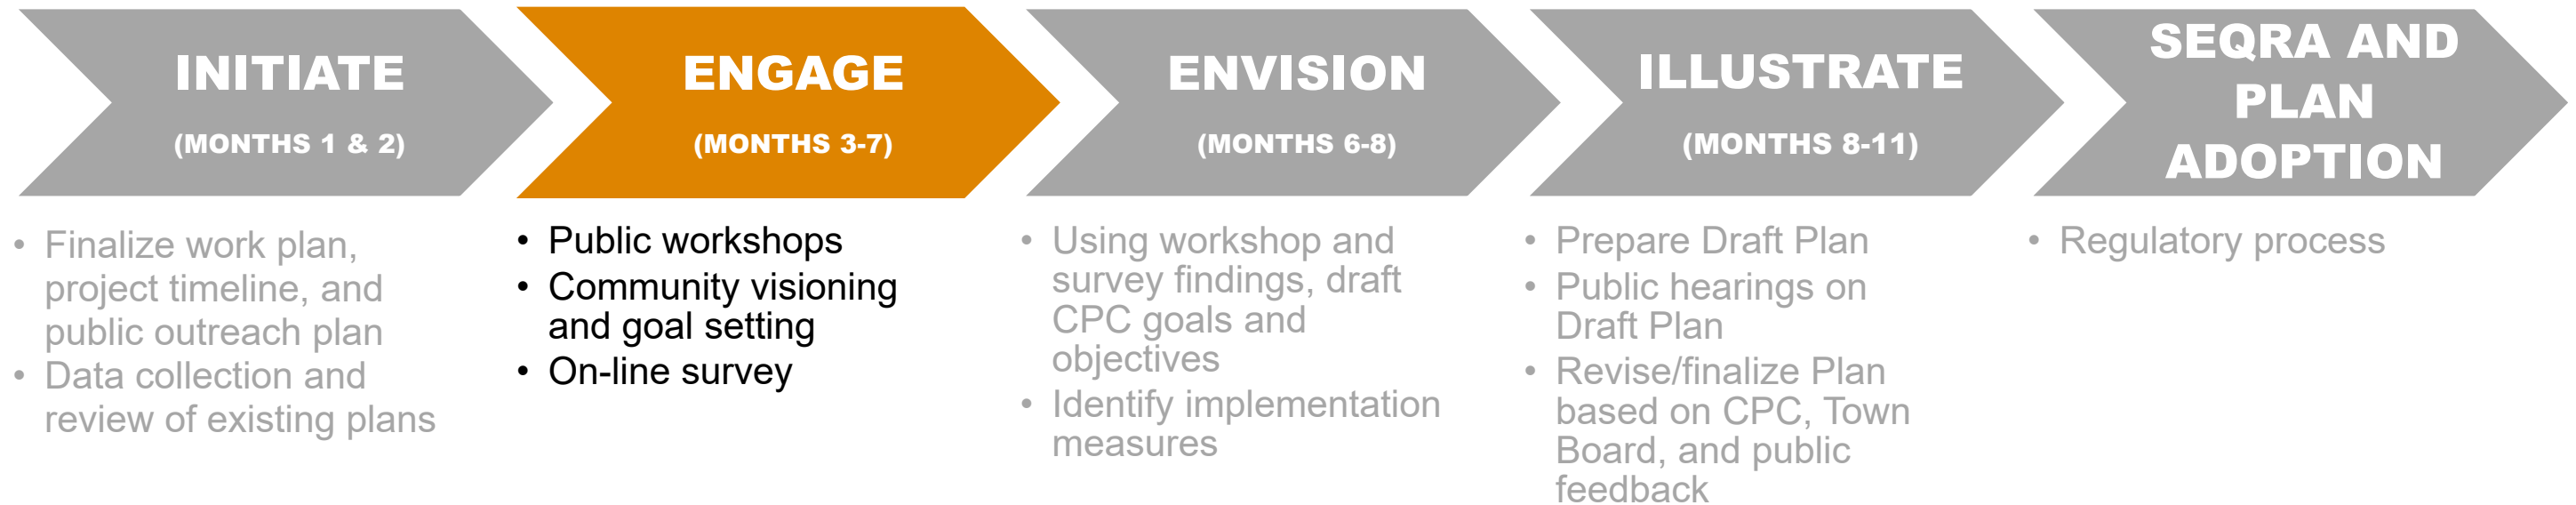 INITIATE
(MONTHS 1 & 2)
• Finalize work plan,
project timeline, and
public outreach plan
• Data collection and
review of existing plans
ENGAGE
(MONTHS 3-7)
• Public workshops
• Community visioning
and goal setting
• On-line survey
ENVISION
(MONTHS 6-8)
• Using workshop and
survey findings, draft
CPC goals and
objectives
• Identify implementation
measures
ILLUSTRATE
(MONTHS 8-11)
• Prepare Draft Plan
• Public hearings on
Draft Plan
• Revise/finalize Plan
based on CPC, Town
Board, and public
feedback
SEQRA AND
PLAN
ADOPTION
• Regulatory process